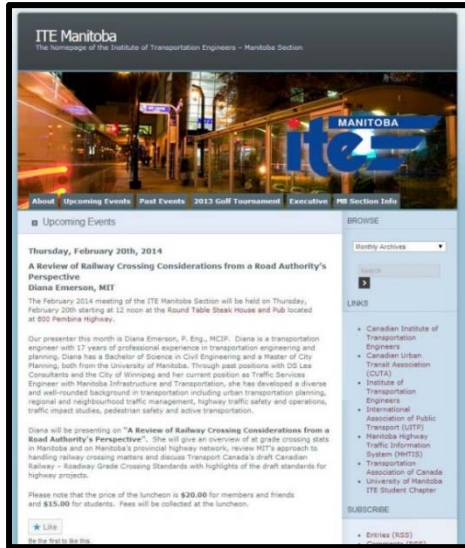 ITE Manitoba
The homepage of the Institute of Transportation Engineers – Manitoba Section
MANITOBA
ite
About
Upcoming Events
Past Events
2013 Golf Tournament
Executive
MB Section Info
Upcoming Events
Thursday, February 20th, 2014
A Review of Railway Crossing Considerations from a Road Authority's
Perspective
Diana Emerson, MIT
The February 2014 meeting of the ITE Manitoba Section will be held on Thursday,
February 20th starting at 12 noon at the Round Table Steak House and Pub located
at 800 Pembina Highway.
Our presenter this month is Diana Emerson, P. Eng., MCIP. Diana is a transportation
engineer with 17 years of professional experience in transportation engineering and
planning. Diana has a Bachelor of Science in Civil Engineering and a Master of City
Planning, both from the University of Manitoba. Through past positions with DS Lea
Consultants and the City of Winnipeg and her current position as Traffic Services
Engineer with Manitoba Infrastructure and Transportation, she has developed a diverse
and well-rounded background in transportation including urban transportation planning,
regional and neighbourhood traffic management, highway traffic safety and operations,
traffic impact studies, pedestrian safety and active transportation.
Diana will be presenting on "A Review of Railway Crossing Considerations from a
Road Authority's Perspective". She will give an overview of at grade crossing stats
in Manitoba and on Manitoba's provincial highway network, review MIT's approach to
handling railway crossing matters and discuss Transport Canada's draft Canadian
Railway – Roadway Grade Crossing Standards with highlights of the draft standards for
highway projects.
Please note that the price of the luncheon is $20.00 for members and friends
and $15.00 for students. Fees will be collected at the luncheon.
Like
Be the first to like this.
BROWSE
Monthly Archives
Search
LINKS
Canadian Institute of
Transportation
Engineers
Canadian Urban
Transit Association
(CUTA)
Institute of
Transportation
Engineers
International
Association of Public
Transport (UITP)
Manitoba Highway
Traffic Information
System (MHTIS)
Transportation
Association of Canada
University of Manitoba
ITE Student Chapter
SUBSCRIBE
Entries (RSS)
Comments (RSS)